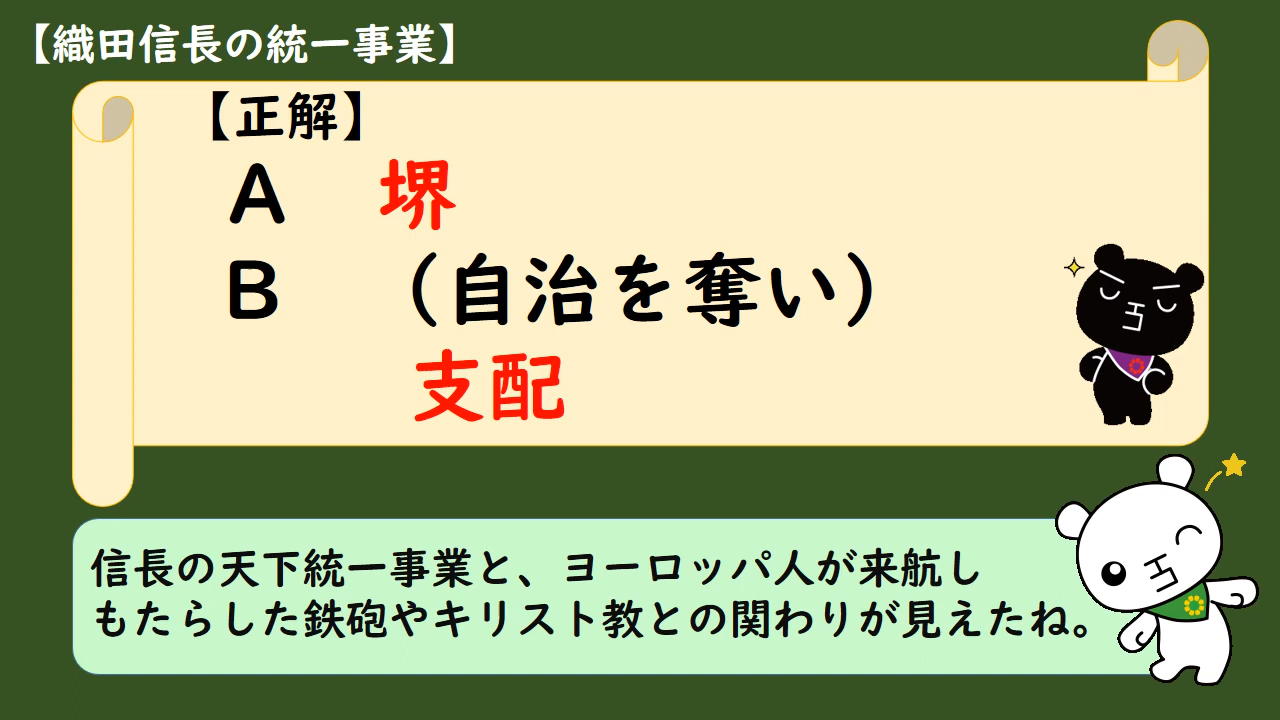 【織田信長の統一事業】
【正解】
A 堺
B （自治を奪い）
支配
信長の天下統一事業と、ヨーロッパ人が来航し
もたらした鉄砲やキリスト教との関わりが見えたね。